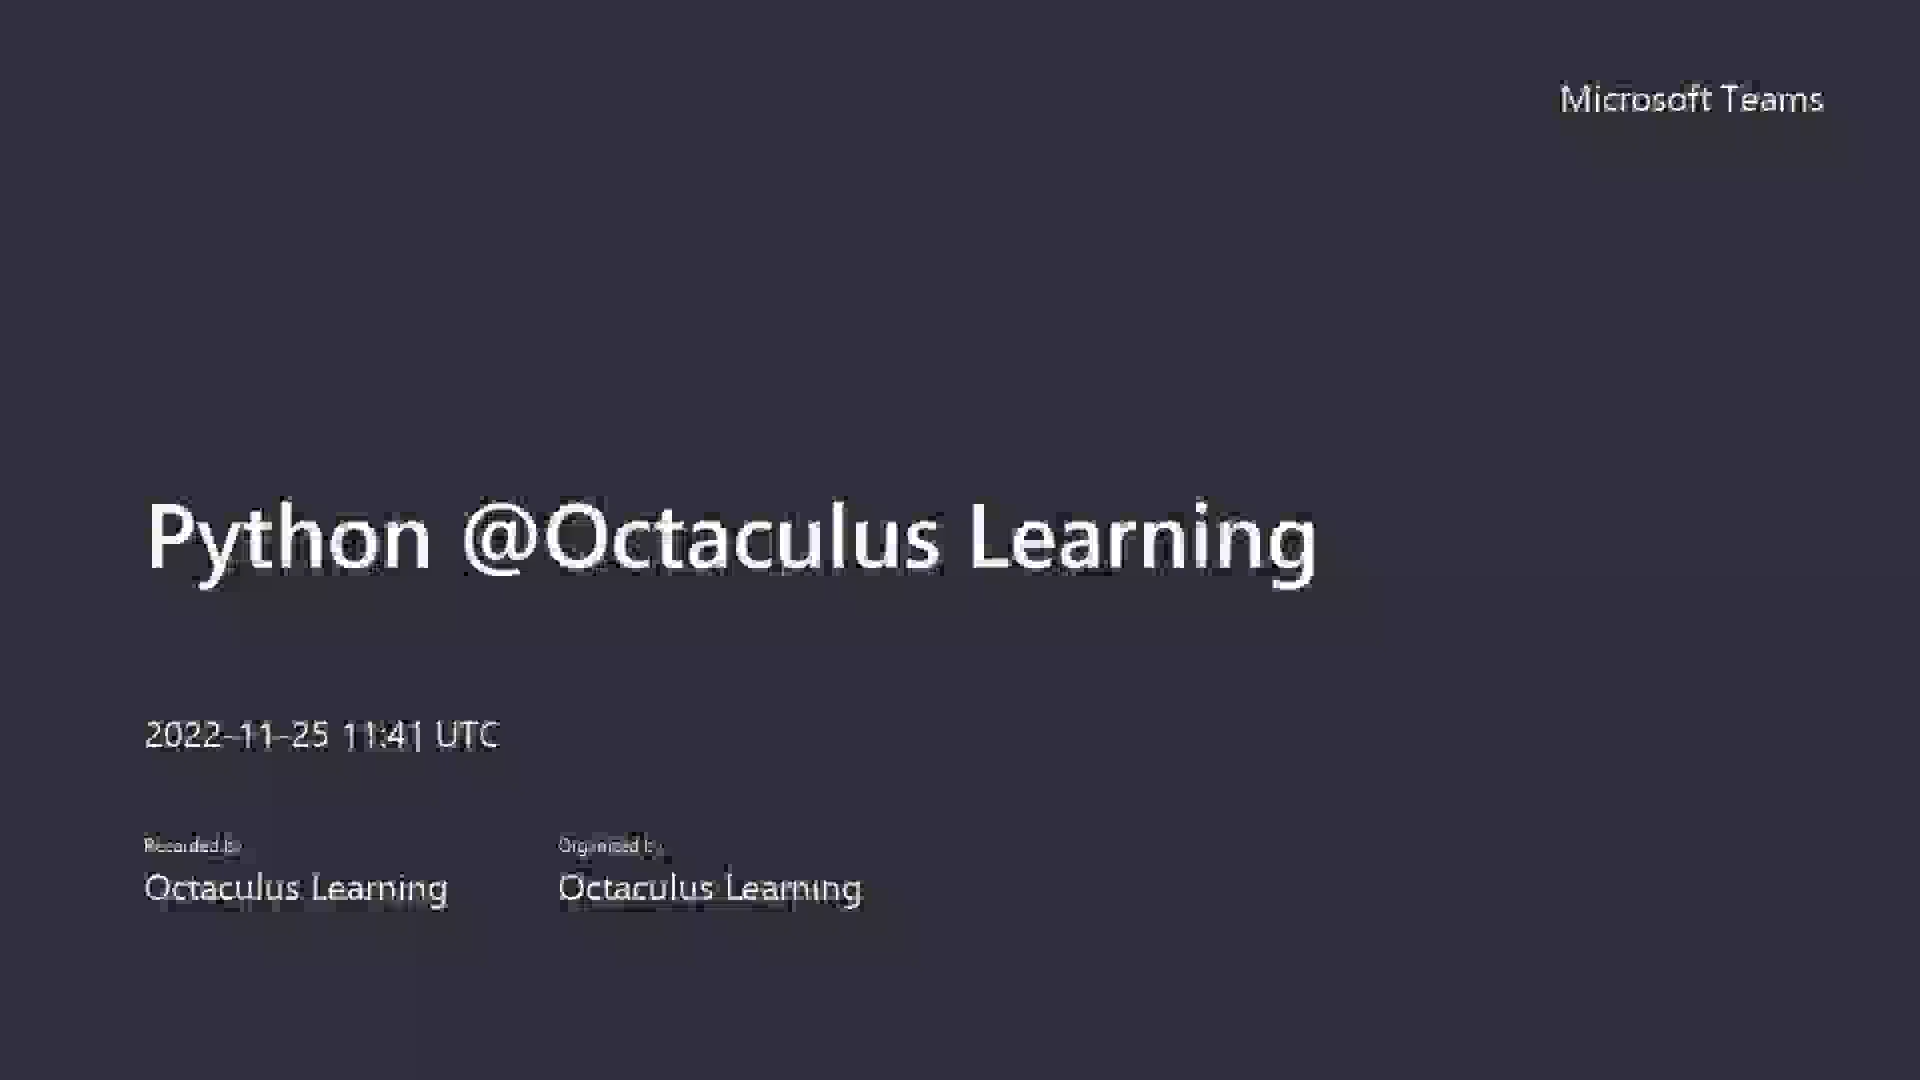 Microsoft Teams
Python @Octaculus Learning
2022-11-25 11:41 UTC
Recorded by
Organized by
Octaculus Learning
Octaculus Learning